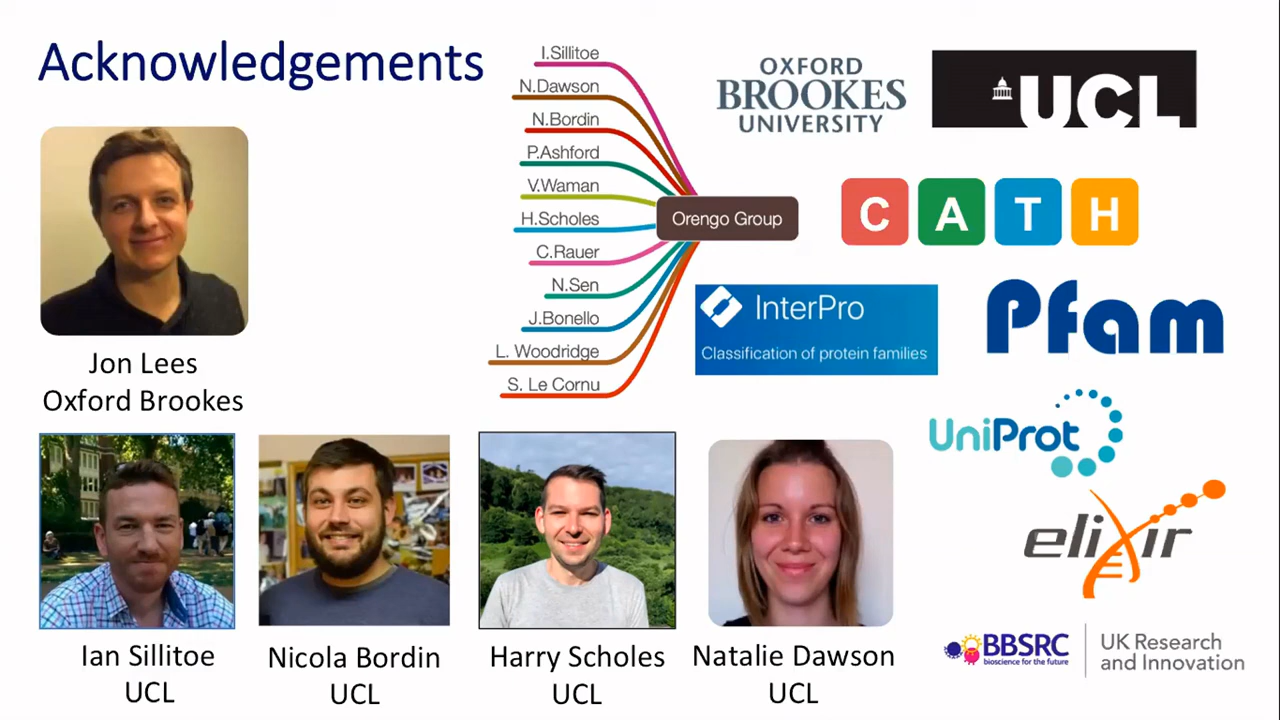 Acknowledgements
Jon Lees
Oxford Brookes
I.Sillitoe
N.Dawson
N.Bordin
P.Ashford
V.Waman
H.Scholes
C.Rauer
N.Sen
J.Bonello
L. Woodridge
S. Le Cornu
Orengo Group
OXFORD
BROOKES
UNIVERSITY
UCL
C A T H
InterPro
Classification of protein families
Pfam
UniProt
elixir
Ian Sillitoe
UCL
Nicola Bordin
UCL
Harry Scholes
UCL
Natalie Dawson
UCL
BBSRC
bioscience for the future
UK Research
and Innovation